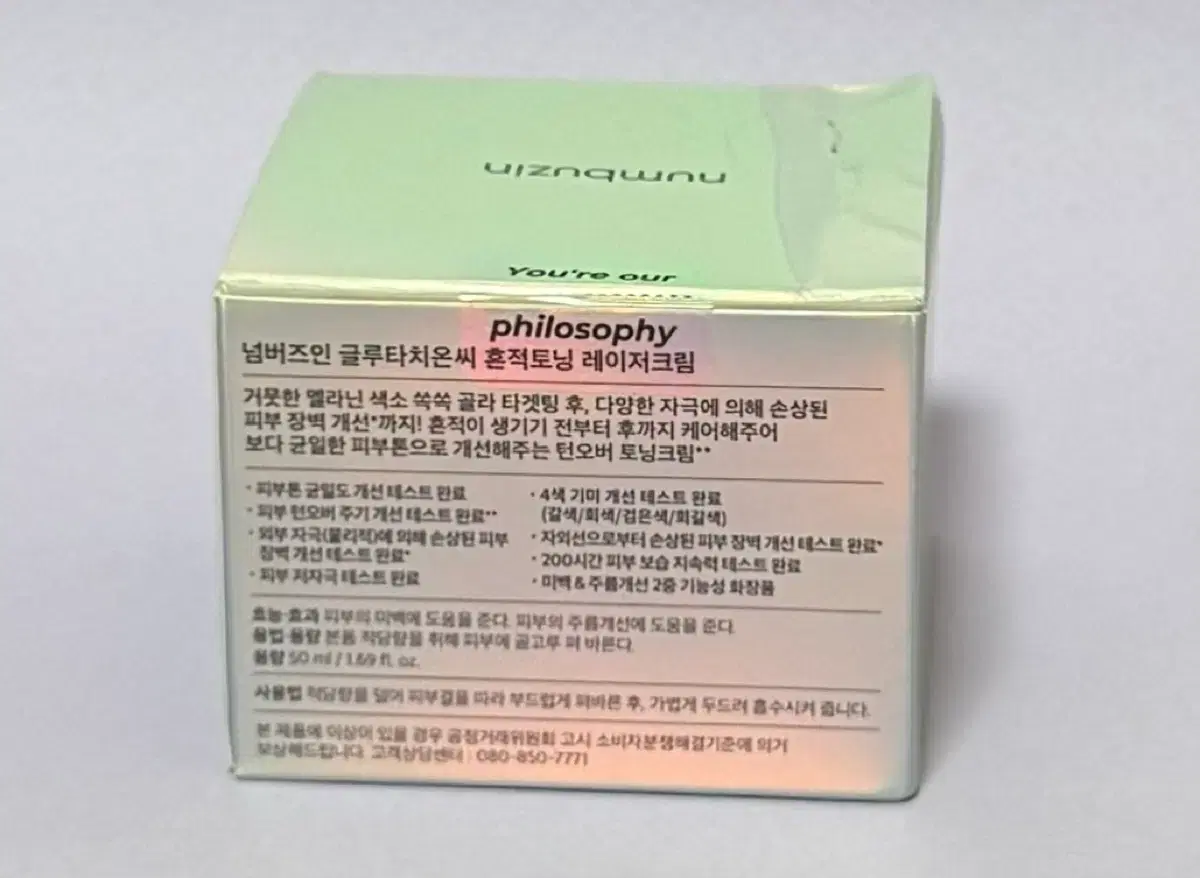 numbuzin
You're our
philosophy
넘버즈인 글루타치온씨 흔적토닝 레이저크림
거뭇한 멜라닌 색소 쏙쏙 골라 타겟팅 후, 다양한 자극에 의해 손상된
피부 장벽 개선*까지! 흔적이 생기기 전부터 후까지 케어해주어
보다 균일한 피부톤으로 개선해주는 턴오버 토닝크림**
· 피부톤 균일도 개선 테스트 완료
· 피부 턴오버 주기 개선 테스트 완료**
· 외부 자극(물리적)에 의해 손상된 피부
장벽 개선 테스트 완료*
· 피부 저자극 테스트 완료
· 4색 기미 개선 테스트 완료
(갈색/회색/검은색/회갈색)
· 자외선으로부터 손상된 피부 장벽 개선 테스트 완료*
· 200시간 피부 보습 지속력 테스트 완료
· 미백 & 주름개선 2중 기능성 화장품
효능·효과 피부의 미백에 도움을 준다. 피부의 주름개선에 도움을 준다.
용법·용량 본품 적당량을 취해 피부에 골고루 펴 바른다.
용량 50 ml / 1.69 fl. oz.
사용법 적당량을 덜어 피부결을 따라 부드럽게 펴바른 후, 가볍게 두드려 흡수시켜 줍니다.
본 제품에 이상이 있을 경우 공정거래위원회 고시 소비자분쟁해결기준에 의거
보상해드립니다. 고객상담센터 : 080-850-7771